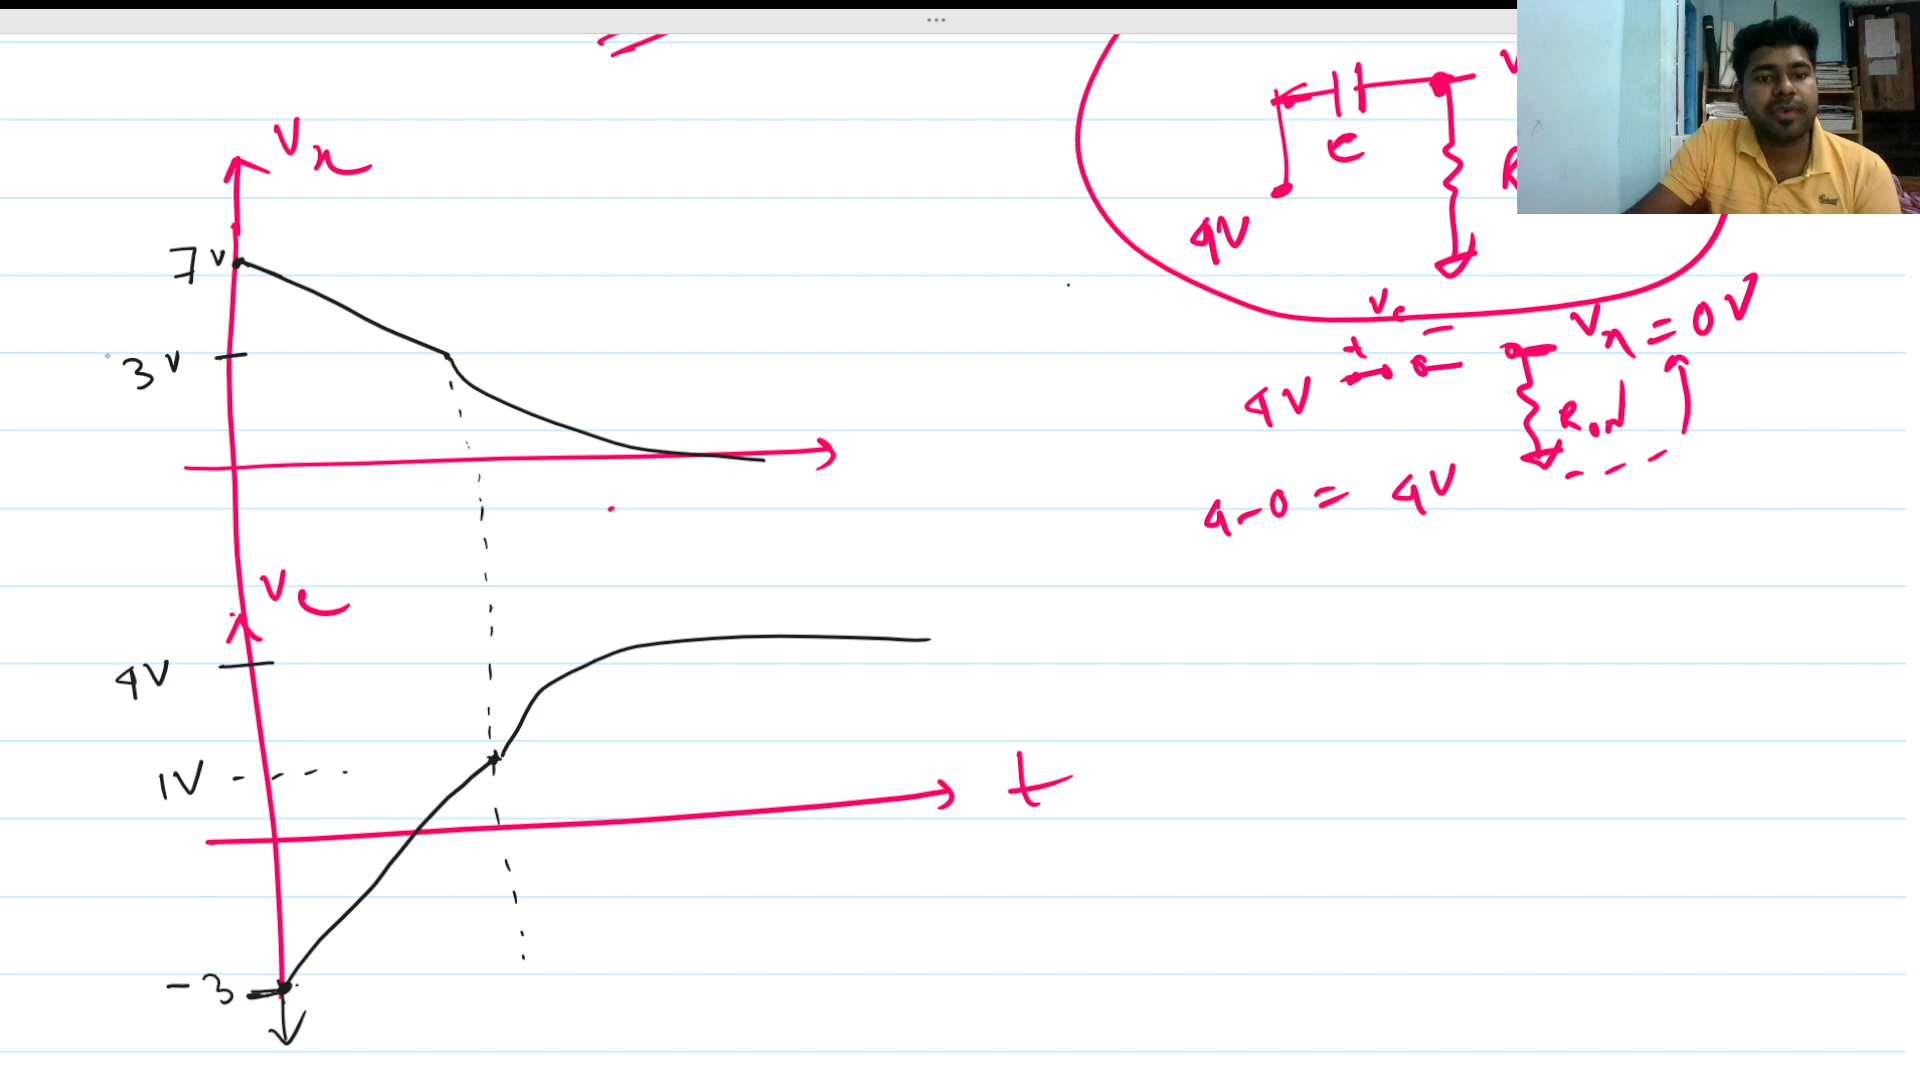 Vx
7V
3V
Vc
4V
1V
-3
t
C
4V
Vc
+ -
4V
Vx = 0V
Ron
4-0 = 4V